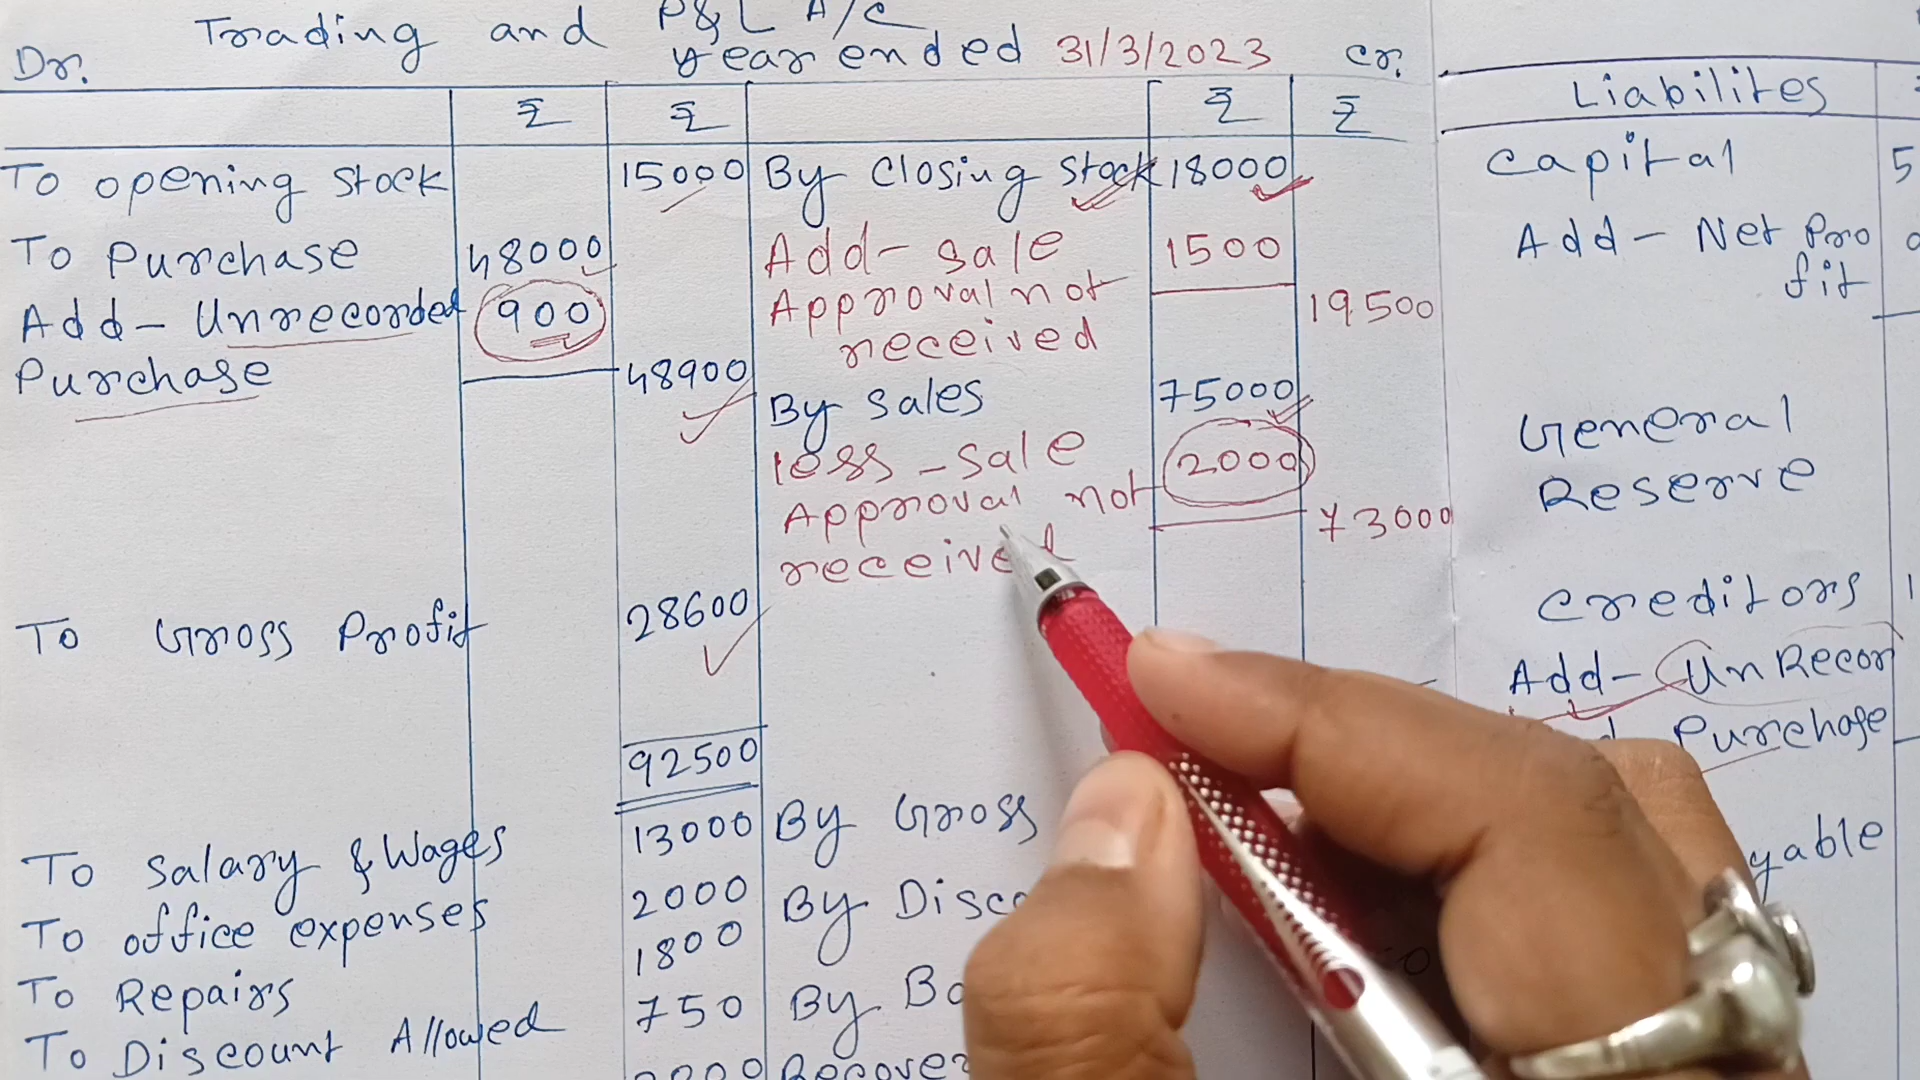 Trading and P&L A/C
Dr. year ended 31/3/2023 cr.
₹ ₹ ₹ ₹
To opening stock 15000 By Closing stock 18000
To Purchase 48000 Add- sale 1500
Add- Unrecorded 900 Approval not 19500
Purchase 48900 received
By sales 75000
less - sale 2000
Approval not 73000
received
To Gross Profit 28600
92500
To Salary & Wages 13000 By Gross
To office expenses 2000 By
To Repairs 1800
To Discount Allowed 750 By
Liabilites
Capital 5
Add- Net Pro
fit
General
Reserve
Creditors 1
Add- UnRecor
Purchase
yable